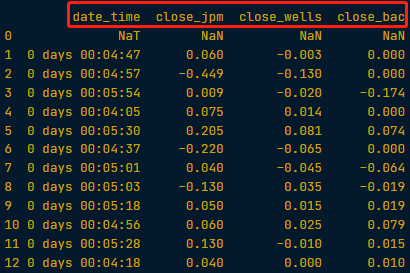 date_time close_jpm close_wells close_bac
0 NaT NaN NaN NaN
1 0 days 00:04:47 0.060 -0.003 0.000
2 0 days 00:04:57 -0.449 -0.130 0.000
3 0 days 00:05:54 0.009 -0.020 -0.174
4 0 days 00:04:05 0.075 0.014 0.000
5 0 days 00:05:30 0.205 0.081 0.074
6 0 days 00:04:37 -0.220 -0.065 0.000
7 0 days 00:05:01 0.040 -0.045 -0.064
8 0 days 00:05:03 -0.130 0.035 -0.019
9 0 days 00:05:18 0.050 0.015 0.019
10 0 days 00:04:56 0.060 0.025 0.079
11 0 days 00:05:28 0.130 -0.010 0.015
12 0 days 00:04:18 0.040 0.000 0.010